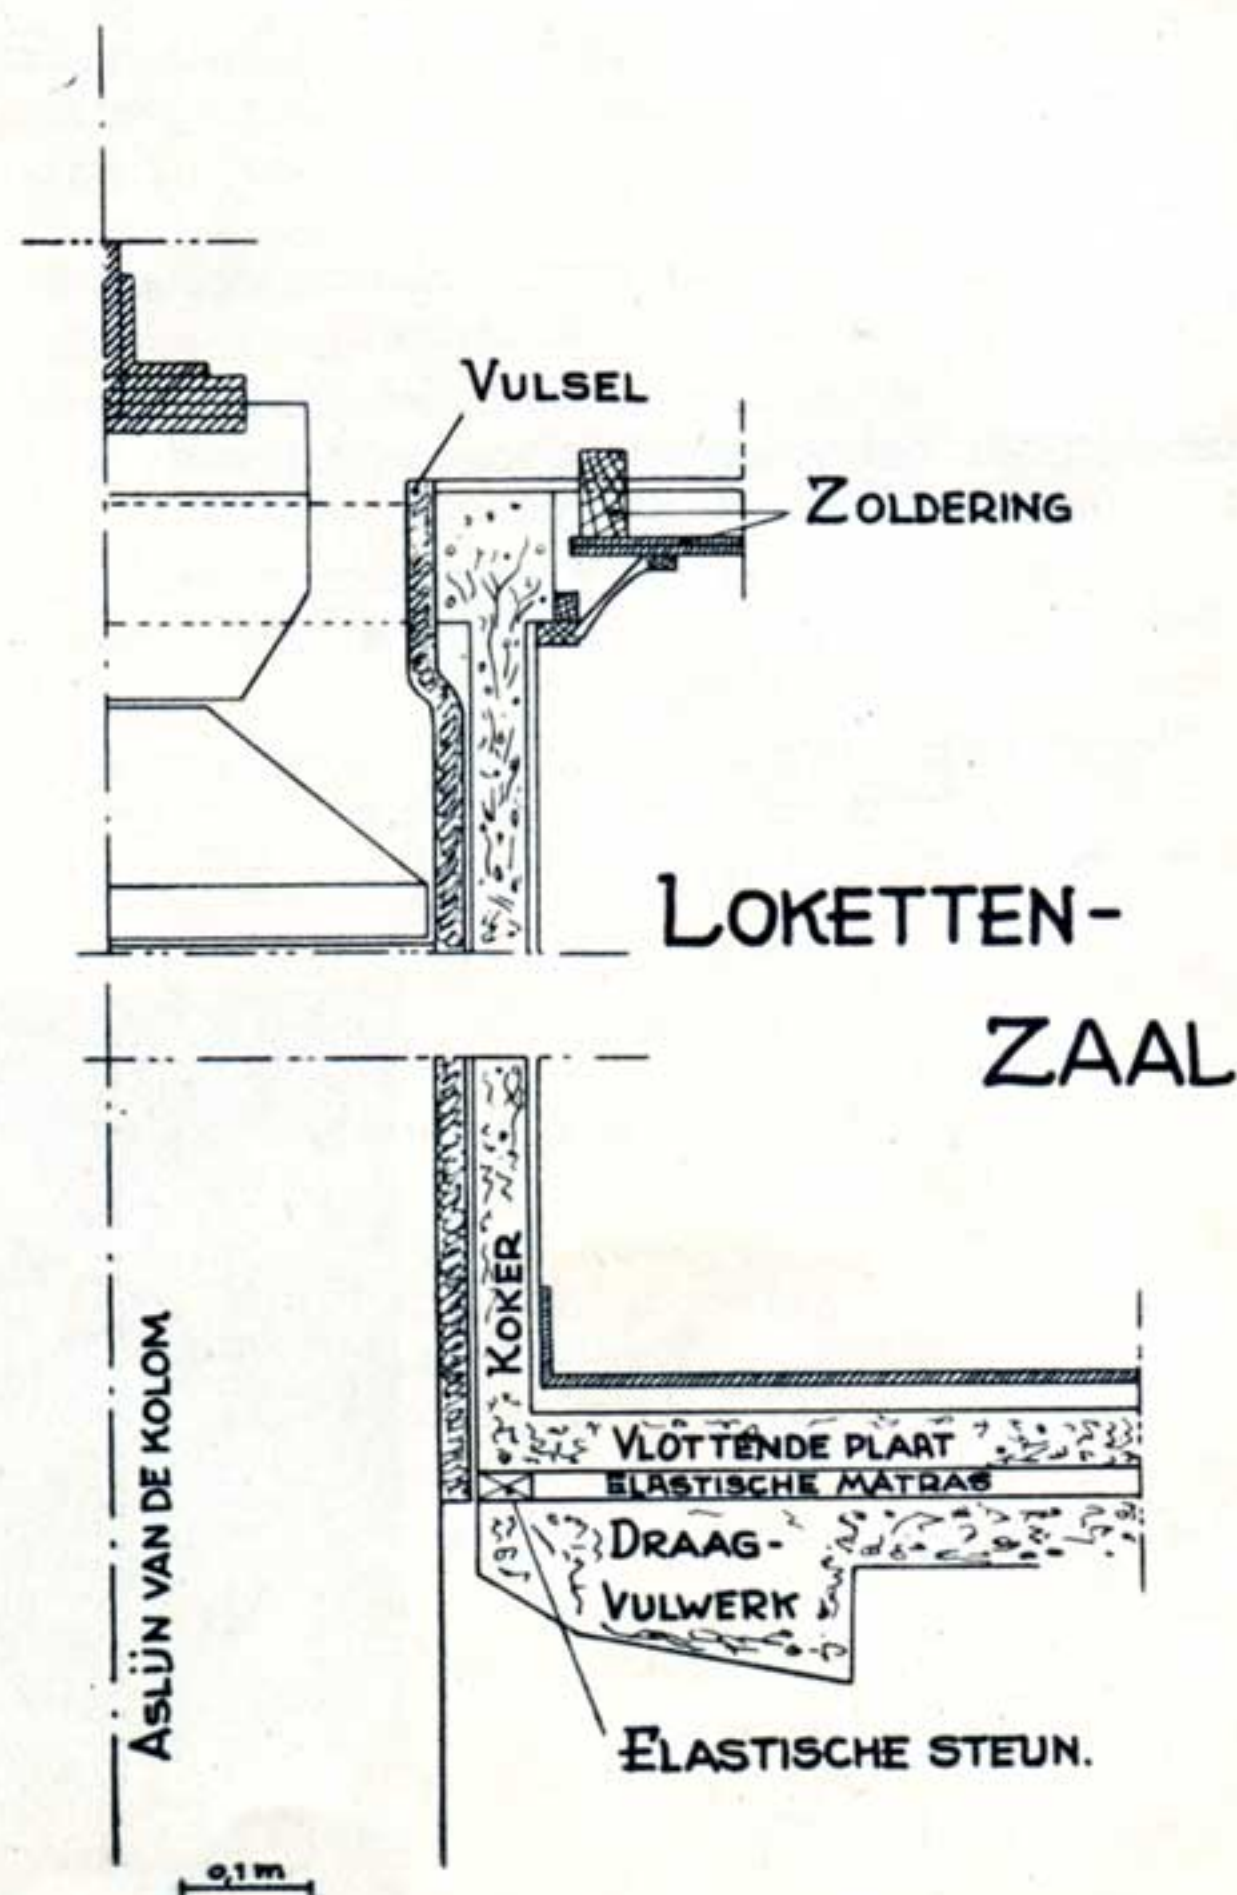 VULSEL
ZOLDERING
LOKETTEN-
ZAAL
KOKER
ASLIJN VAN DE KOLOM
VLOTTENDE PLAAT
ELASTISCHE MATRAS
DRAAG-
VULWERK
ELASTISCHE STEUN.
0,1 m